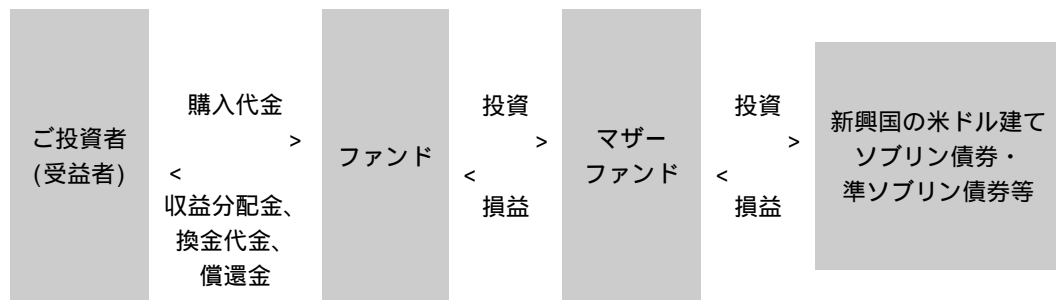 ご投資者
(受益者)
購入代金
>
<
収益分配金、
換金代金、
償還金
ファンド
投資
>
<
損益
マザー
ファンド
投資
>
<
損益
新興国の米ドル建て
ソブリン債券・
準ソブリン債券等